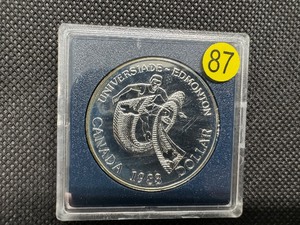 87
UNIVERSIADE - EDMONTON
CANADA 1983 DOLLAR